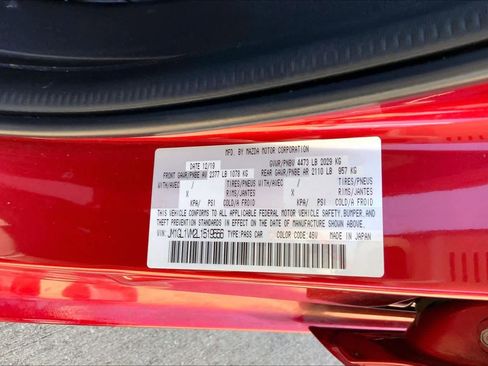 MFD. BY MAZDA MOTOR CORPORATION
DATE 12/19 GVWR/PNBV 4473 LB 2029 KG
FRONT GAWR/PNBE AV 2377 LB 1078 KG REAR GAWR/PNBE AR 2110 LB 957 KG
WITH/AVEC / TIRES/PNEUS WITH/AVEC / TIRES/PNEUS
X RIMS/JANTES X RIMS/JANTES
KPA/ PSI COLD/A FROID KPA/ PSI COLD/A FROID
THIS VEHICLE CONFORMS TO ALL APPLICABLE FEDERAL MOTOR VEHICLE SAFETY, BUMPER, AND
THEFT PREVENTION STANDARDS IN EFFECT ON THE DATE OF MANUFACTURE SHOWN ABOVE.
VIN: JM1GL1VM2L1519556 TYPE:PASS CAR COLOR CODE:46V MADE IN JAPAN